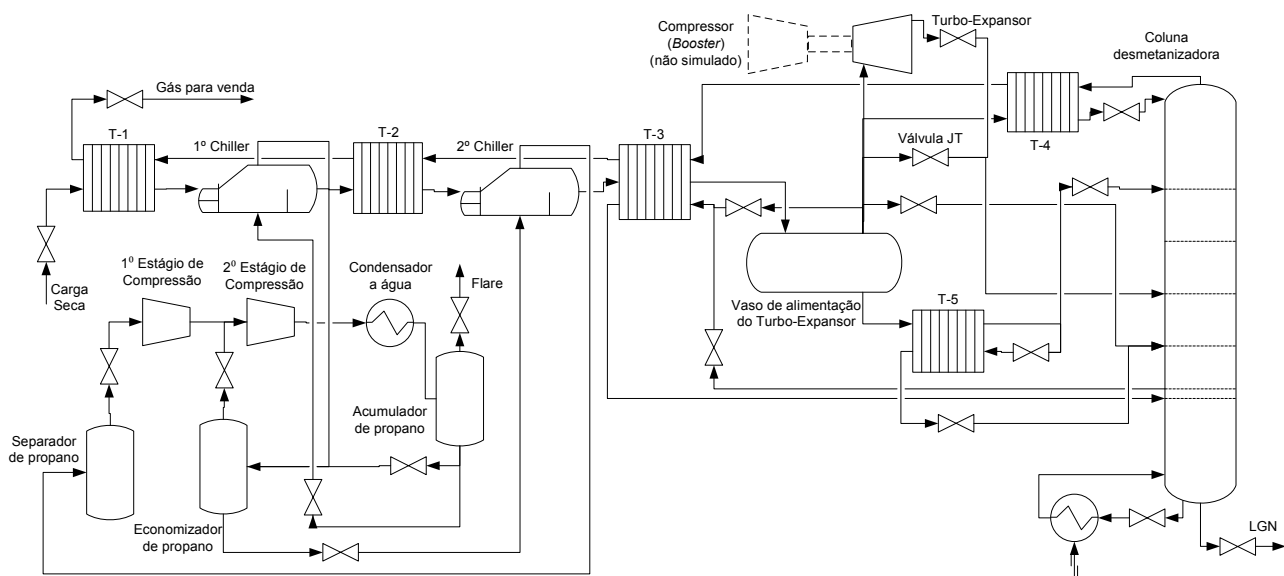 Compressor
(Booster)
(não simulado)
Turbo-Expansor
Coluna
desmetanizadora
Gás para venda
T-1
1º Chiller
T-2
2º Chiller
T-3
Válvula JT
T-4
Carga
Seca
1º Estágio de
Compressão
2º Estágio de
Compressão
Condensador
a água
Flare
Vaso de alimentação
do Turbo-Expansor
T-5
Separador
de propano
Acumulador
de propano
Economizador
de propano
LGN